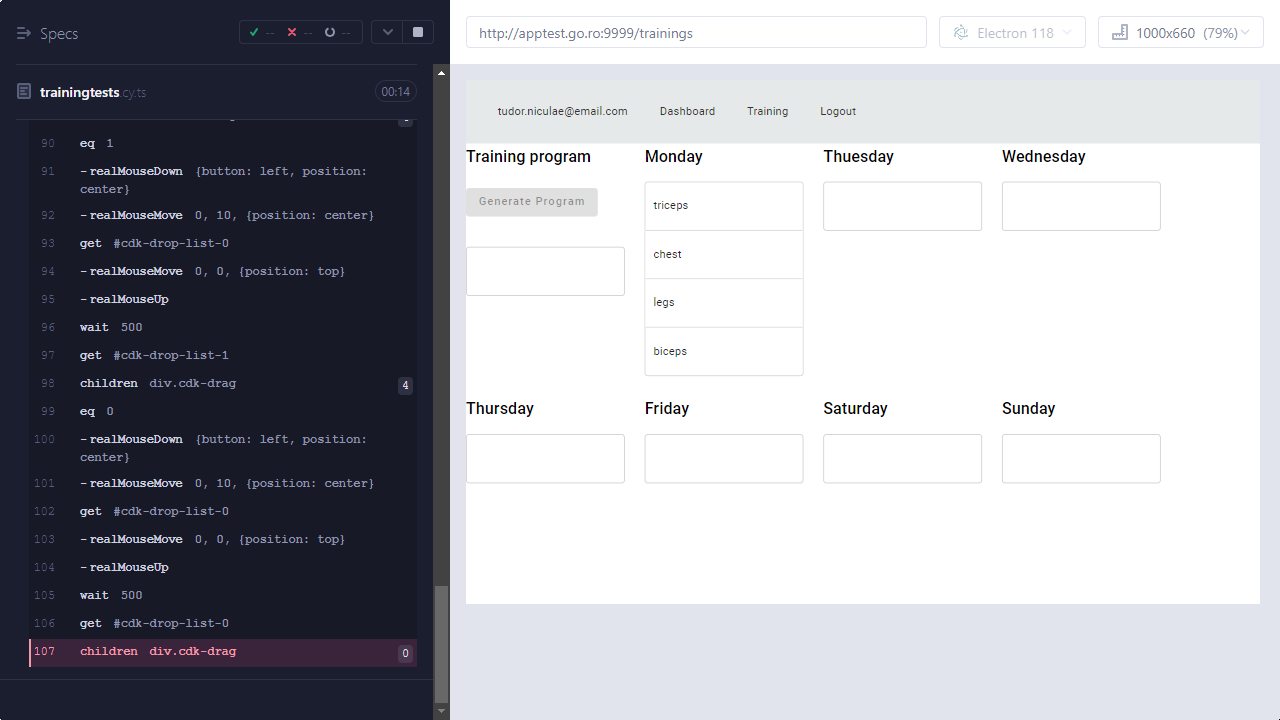 Specs
-- -- --
trainingtests.cy.ts 00:14
90 eq 1
91 -realMouseDown {button: left, position:
center}
92 -realMouseMove 0, 10, {position: center}
93 get #cdk-drop-list-0
94 -realMouseMove 0, 0, {position: top}
95 -realMouseUp
96 wait 500
97 get #cdk-drop-list-1
98 children div.cdk-drag 4
99 eq 0
100 -realMouseDown {button: left, position:
center}
101 -realMouseMove 0, 10, {position: center}
102 get #cdk-drop-list-0
103 -realMouseMove 0, 0, {position: top}
104 -realMouseUp
105 wait 500
106 get #cdk-drop-list-0
107 children div.cdk-drag 0
http://apptest.go.ro:9999/trainings
Electron 118
1000x660 (79%)
tudor.niculae@email.com Dashboard Training Logout
Training program Monday Thuesday Wednesday
Generate Program
triceps
chest
legs
biceps
Thursday Friday Saturday Sunday